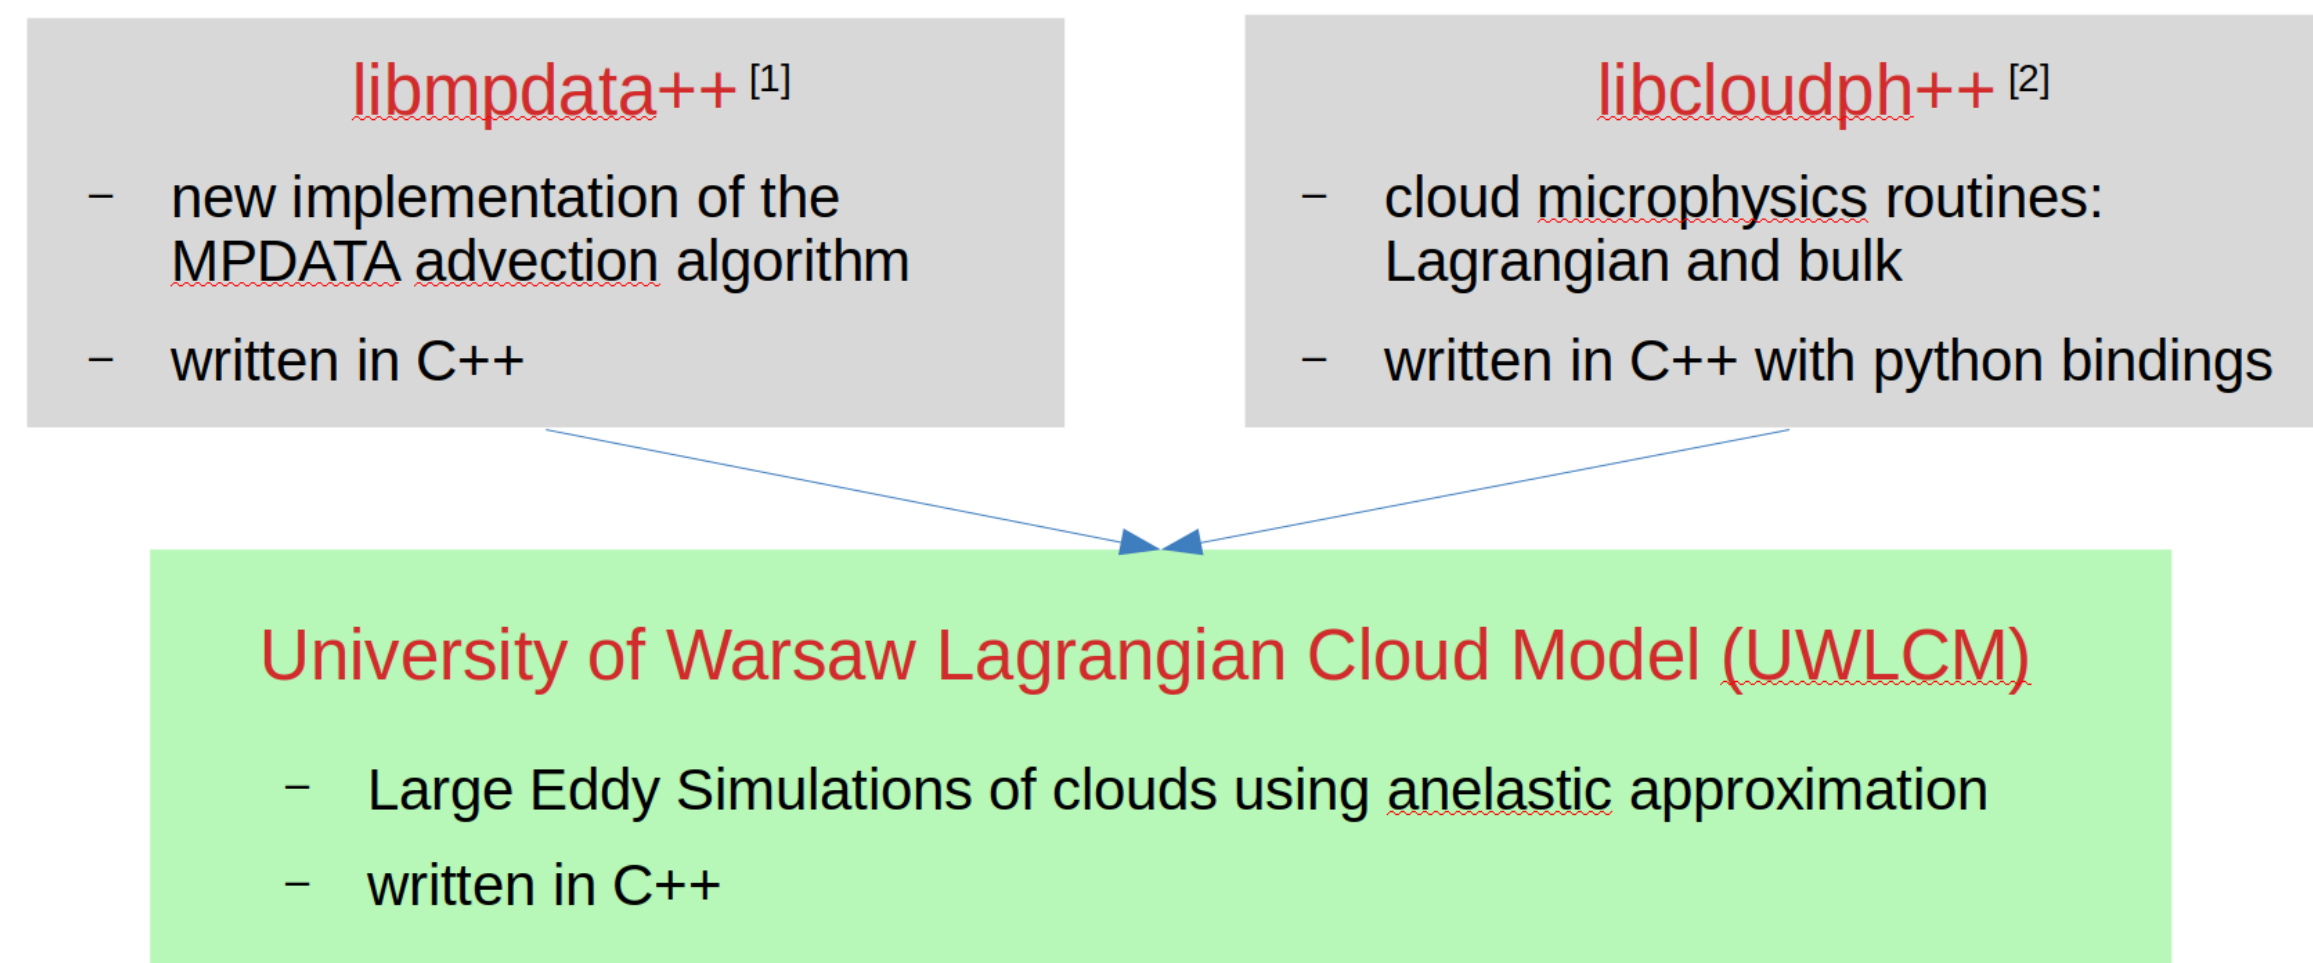 libmpdata++ [1]
– new implementation of the
MPDATA advection algorithm
– written in C++
libcloudph++ [2]
– cloud microphysics routines:
Lagrangian and bulk
– written in C++ with python bindings
University of Warsaw Lagrangian Cloud Model (UWLCM)
– Large Eddy Simulations of clouds using anelastic approximation
– written in C++